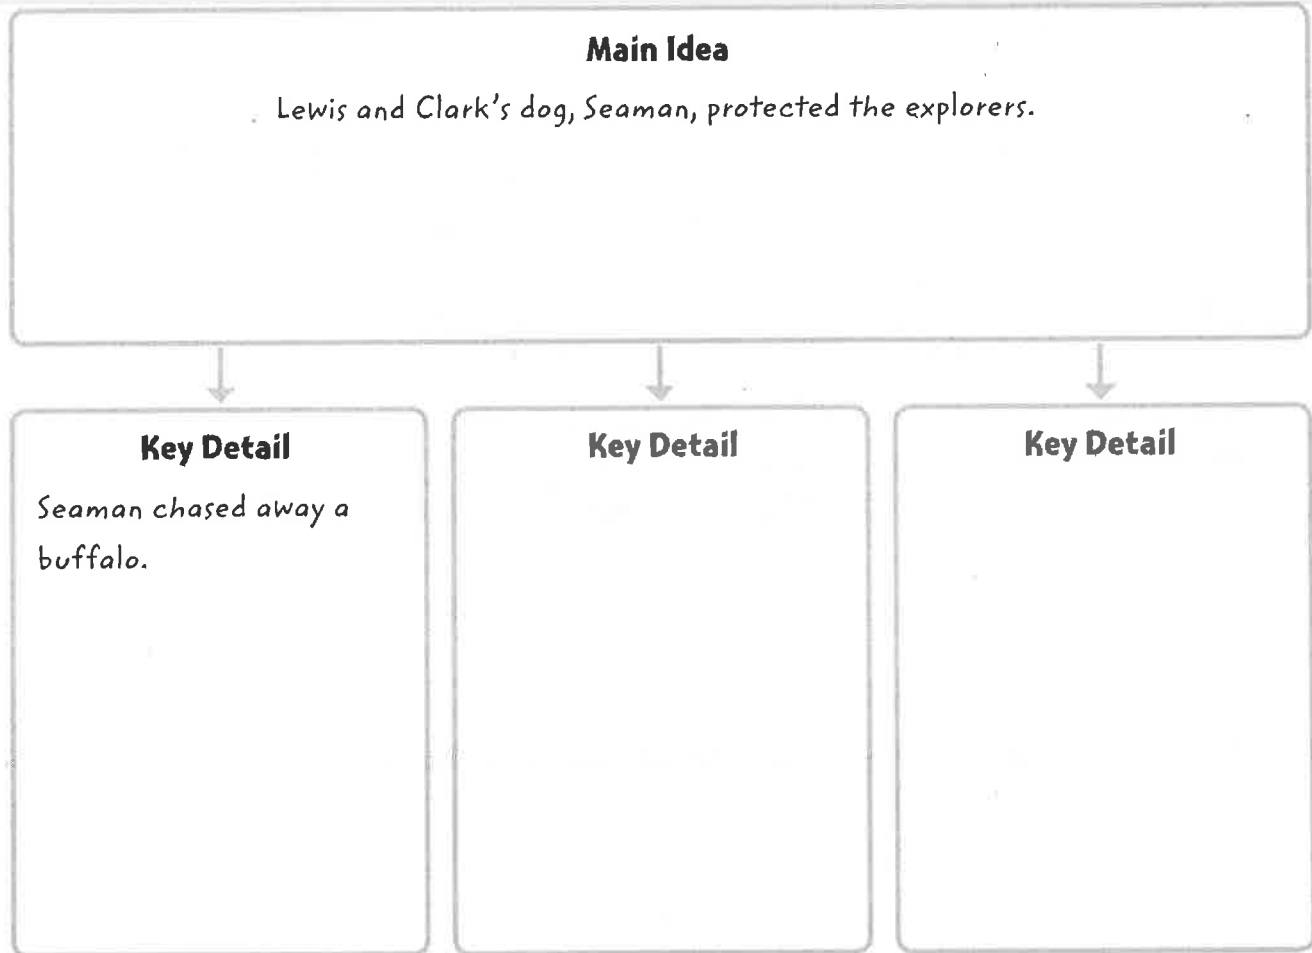 Main Idea
Lewis and Clark's dog, Seaman, protected the explorers.
Key Detail
Seaman chased away a
buffalo.
Key Detail
Key Detail